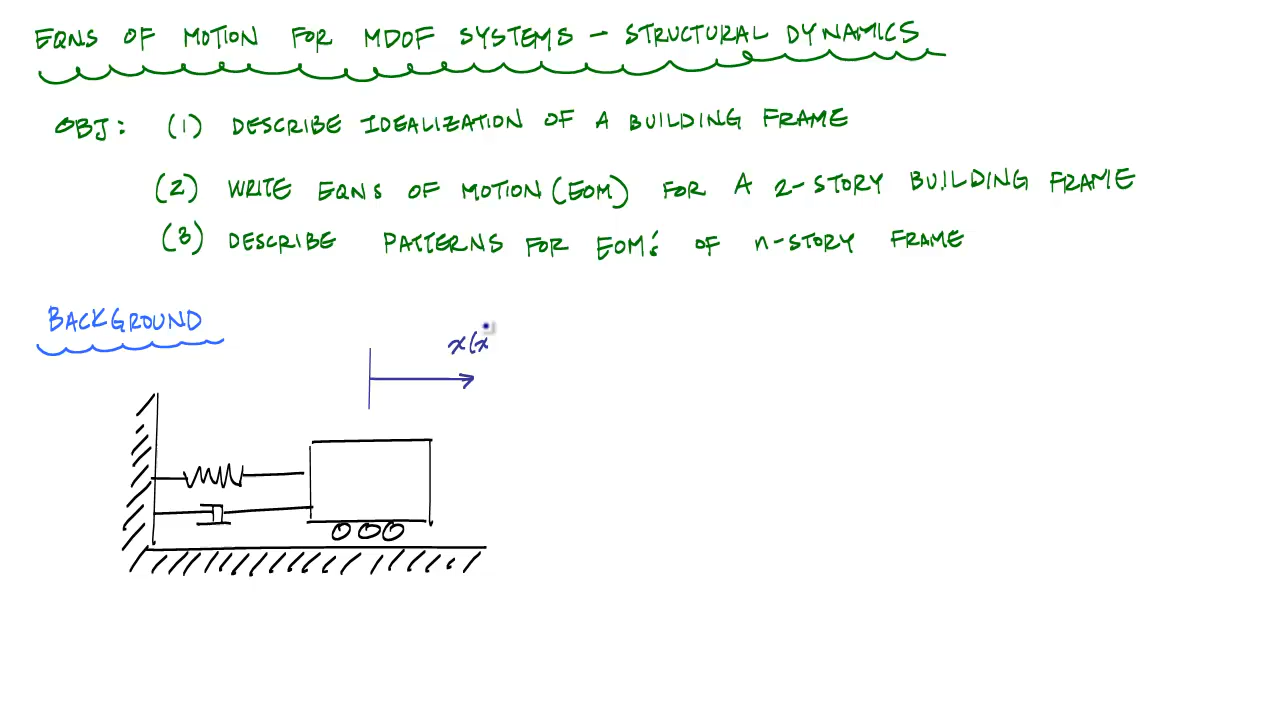 EQNS OF MOTION FOR MDOF SYSTEMS - STRUCTURAL DYNAMICS
OBJ: (1) DESCRIBE IDEALIZATION OF A BUILDING FRAME
(2) WRITE EQNS OF MOTION (EOM) FOR A 2-STORY BUILDING FRAME
(3) DESCRIBE PATTERNS FOR EOM's OF n-STORY FRAME
BACKGROUND
x(x